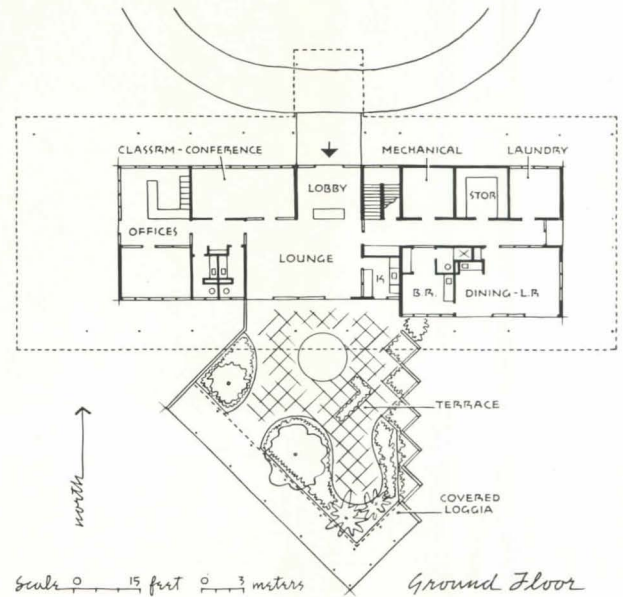 CLASSRM-CONFERENCE
MECHANICAL
LAUNDRY
LOBBY
STOR
OFFICES
LOUNGE
K
B.R.
DINING-L.R
TERRACE
COVERED
LOGGIA
north
Scale 0 15 feet 0 3 meters
Ground Floor